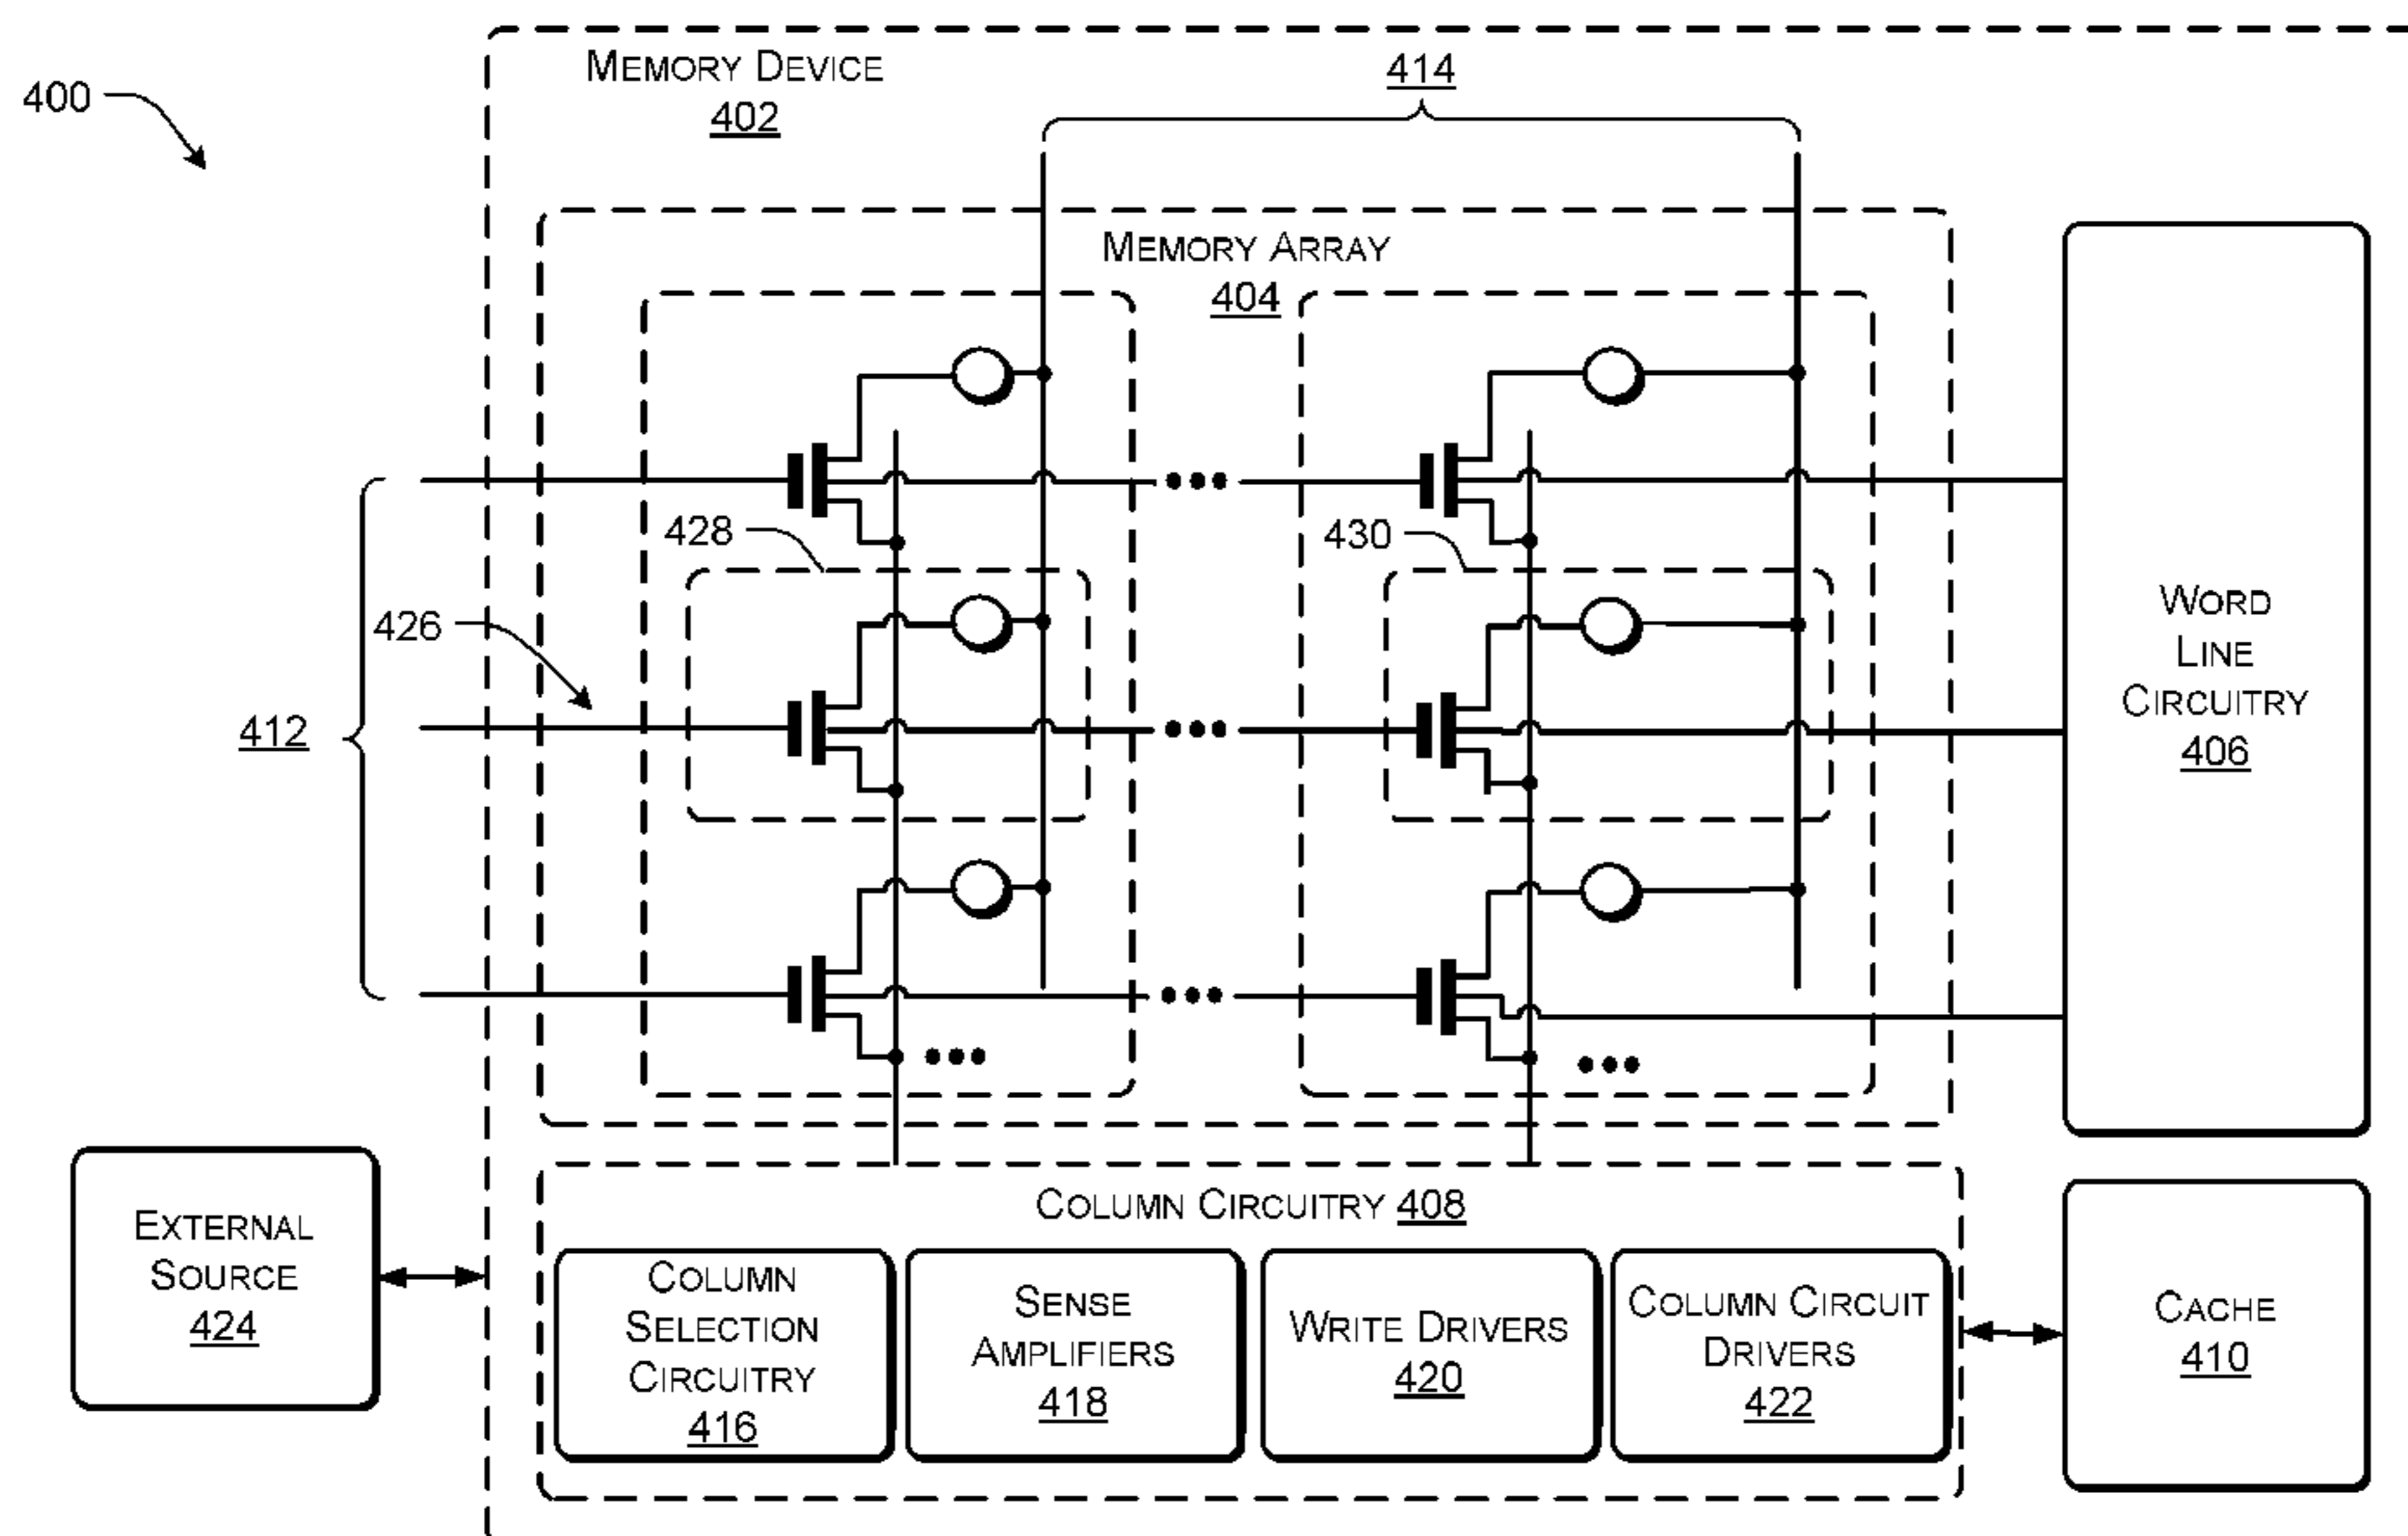 400
MEMORY DEVICE
402
414
MEMORY ARRAY
404
428
430
426
412
WORD
LINE
CIRCUITRY
406
EXTERNAL
SOURCE
424
COLUMN CIRCUITRY 408
COLUMN
SELECTION
CIRCUITRY
416
SENSE
AMPLIFIERS
418
WRITE DRIVERS
420
COLUMN CIRCUIT
DRIVERS
422
CACHE
410